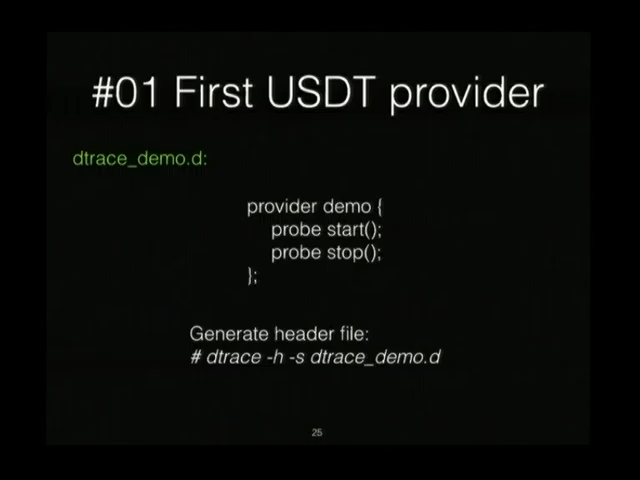 #01 First USDT provider
dtrace_demo.d:
provider demo {
probe start();
probe stop();
};
Generate header file:
# dtrace -h -s dtrace_demo.d
25